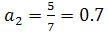 a₂ = 5/7 = 0.7